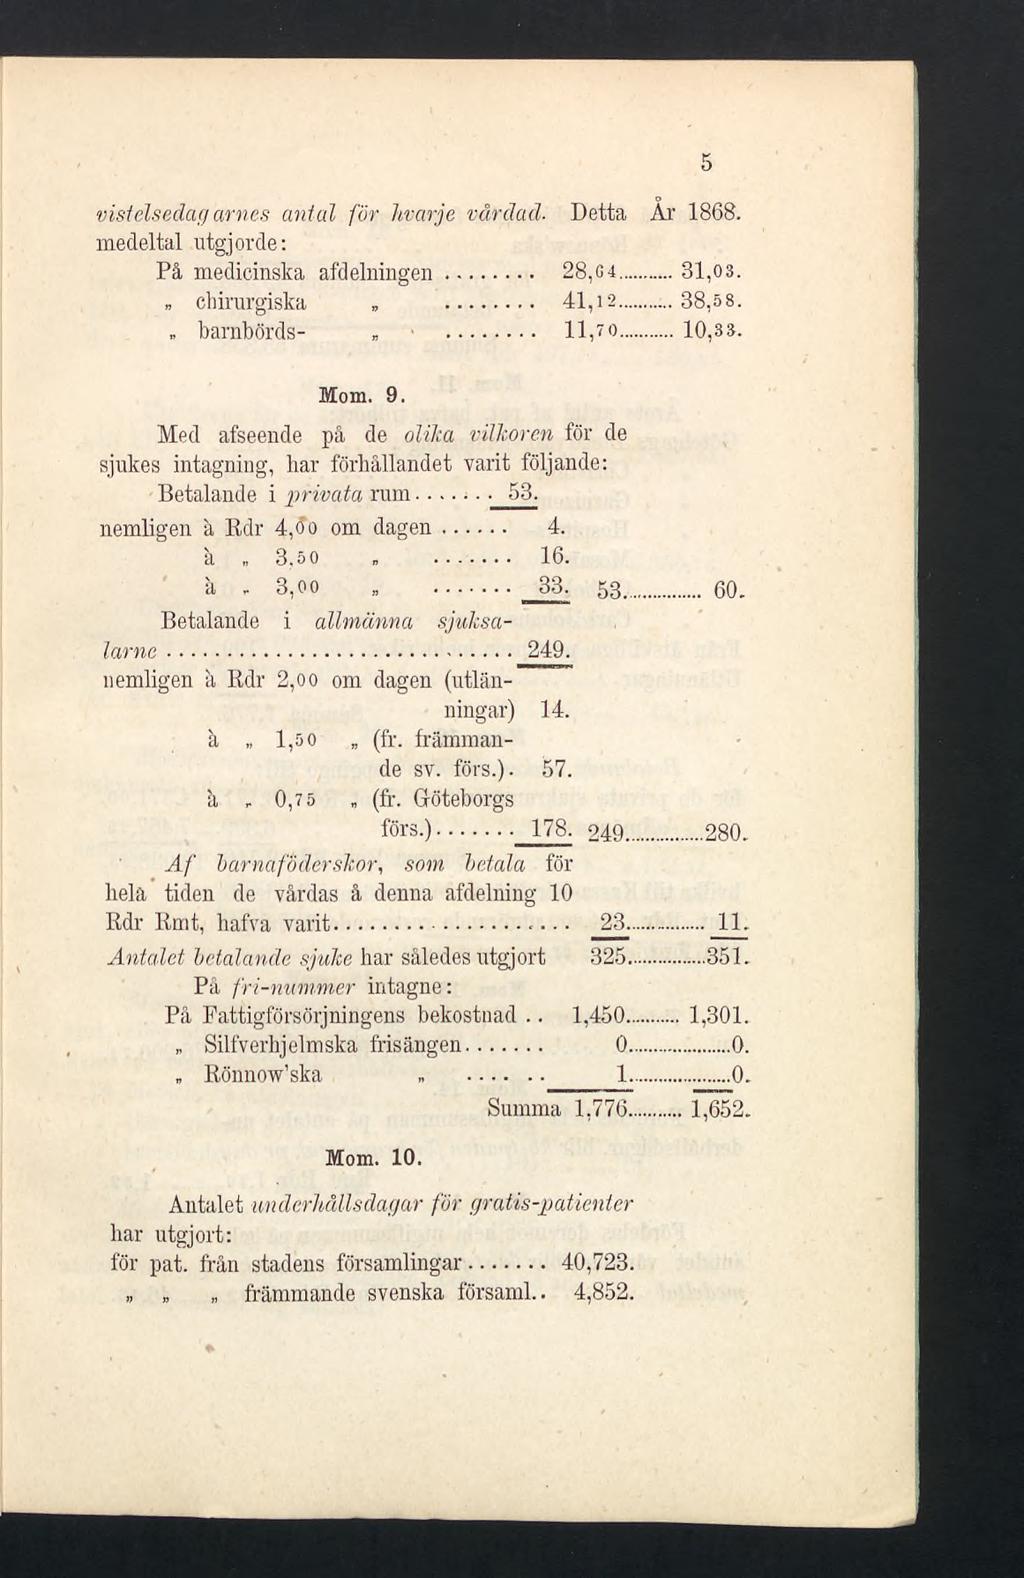 5
vistelsedagarnes antal för hvarje vårdad. Detta År 1868.
medeltal utgjorde:
På medicinska afdelningen ........ 28,64........... 31,03.
„ chirurgiska „ ........ 41,12........... 38,58.
„ barnbörds- „ ........ 11,70........... 10,33.
Mom. 9.
Med afseende på de olika vilkoren för de
sjukes intagning, har förhållandet varit följande:
Betalande i privata rum....... 53.
nemligen à Rdr 4,00 om dagen ...... 4.
à „ 3,50 „ ....... 16.
à „ 3,00 „ ....... 33. 53............... 60.
Betalande i allmänna sjuksa-
larne .............................. 249.
nemligen à Rdr 2,00 om dagen (utlän-
ningar) 14.
à „ 1,50 „ (fr. främman-
de sv. förs.). 57.
à „ 0,75 „ (fr. Göteborgs
förs.)....... 178. 249...............280.
Af barnaföderskor, som betala för
hela tiden de vårdas å denna afdelning 10
Rdr Rmt, hafva varit..................... 23............... 11.
Antalet betalande sjuke har således utgjort 325...............351.
På fri-nummer intagne:
På Fattigförsörjningens bekostnad .. 1,450........... 1,301.
„ Silfverhjelmska frisängen....... 0...................0.
„ Rönnow'ska „ ...... 1...................0.
Summa 1,776........... 1,652.
Mom. 10.
Antalet underhållsdagar för gratis-patienter
har utgjort:
för pat. från stadens församlingar....... 40,723.
„ „ „ främmande svenska församl.. 4,852.